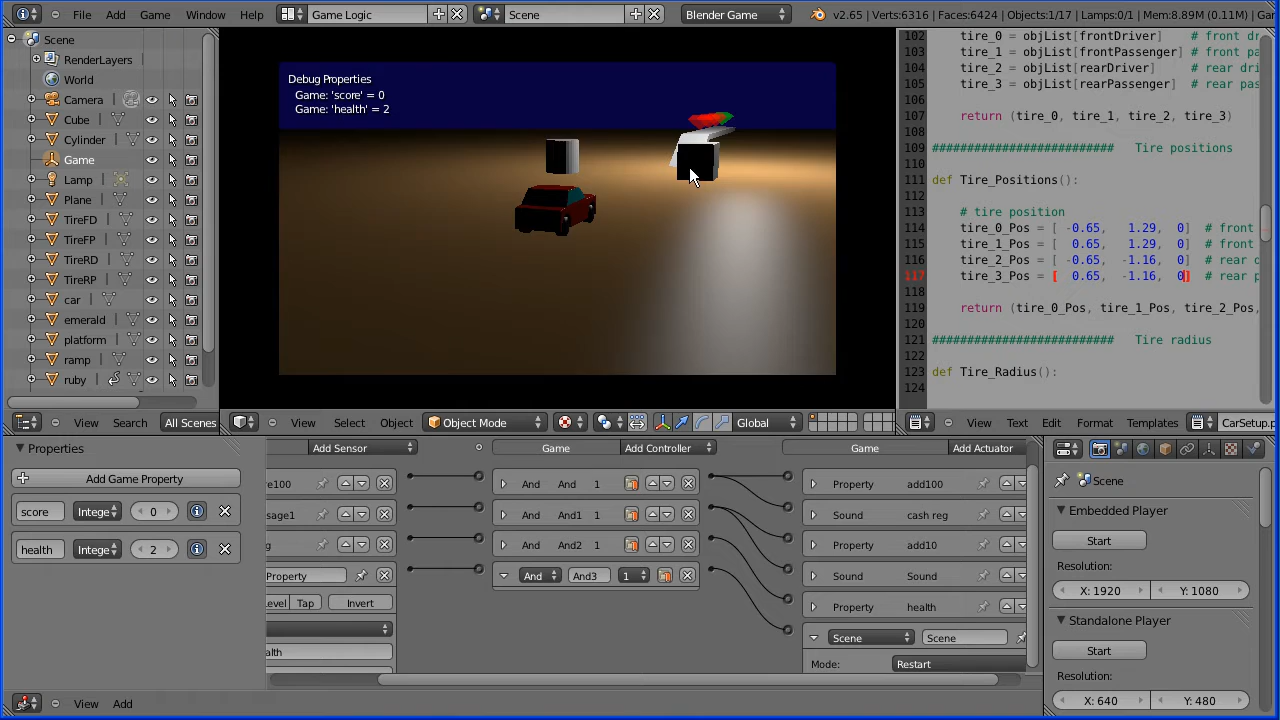 File Add Game Window Help Game Logic Scene Blender Game v2.65 | Verts:6316 | Faces:6424 | Objects:1/17 | Lamps:0/1 | Mem:8.89M (0.11M) |
Scene
RenderLayers
World
Camera
Cube
Cylinder
Game
Lamp
Plane
TireFD
TireFP
TireRD
TireRP
car
emerald
platform
ramp
ruby
View Search All Scenes
Debug Properties
Game: 'score' = 0
Game: 'health' = 2
View Select Object Object Mode Global
102 tire_0 = objList[frontDriver] # front dr
103 tire_1 = objList[frontPassenger] # front pa
104 tire_2 = objList[rearDriver] # rear dri
105 tire_3 = objList[rearPassenger] # rear pas
106
107 return (tire_0, tire_1, tire_2, tire_3)
108
109 ########################## Tire positions
110
111 def Tire_Positions():
112
113 # tire position
114 tire_0_Pos = [ -0.65, 1.29, 0] # front
115 tire_1_Pos = [ 0.65, 1.29, 0] # front
116 tire_2_Pos = [ -0.65, -1.16, 0] # rear d
117 tire_3_Pos = [ 0.65, -1.16, 0] # rear p
118
119 return (tire_0_Pos, tire_1_Pos, tire_2_Pos,
120
121 ########################## Tire radius
122
123 def Tire_Radius():
124
View Text Edit Format Templates CarSetup.p
Properties
Add Game Property
score Intege 0
health Intege 2
Add Sensor
re100
sage1
g
Property
evel Tap Invert
alth
Game Add Controller
And And 1
And And1 1
And And2 1
And And3 1
Game Add Actuator
Property add100
Sound cash reg
Property add10
Sound Sound
Property health
Scene Scene
Mode: Restart
View Add
Scene
Embedded Player
Start
Resolution:
X: 1920 Y: 1080
Standalone Player
Start
Resolution:
X: 640 Y: 480